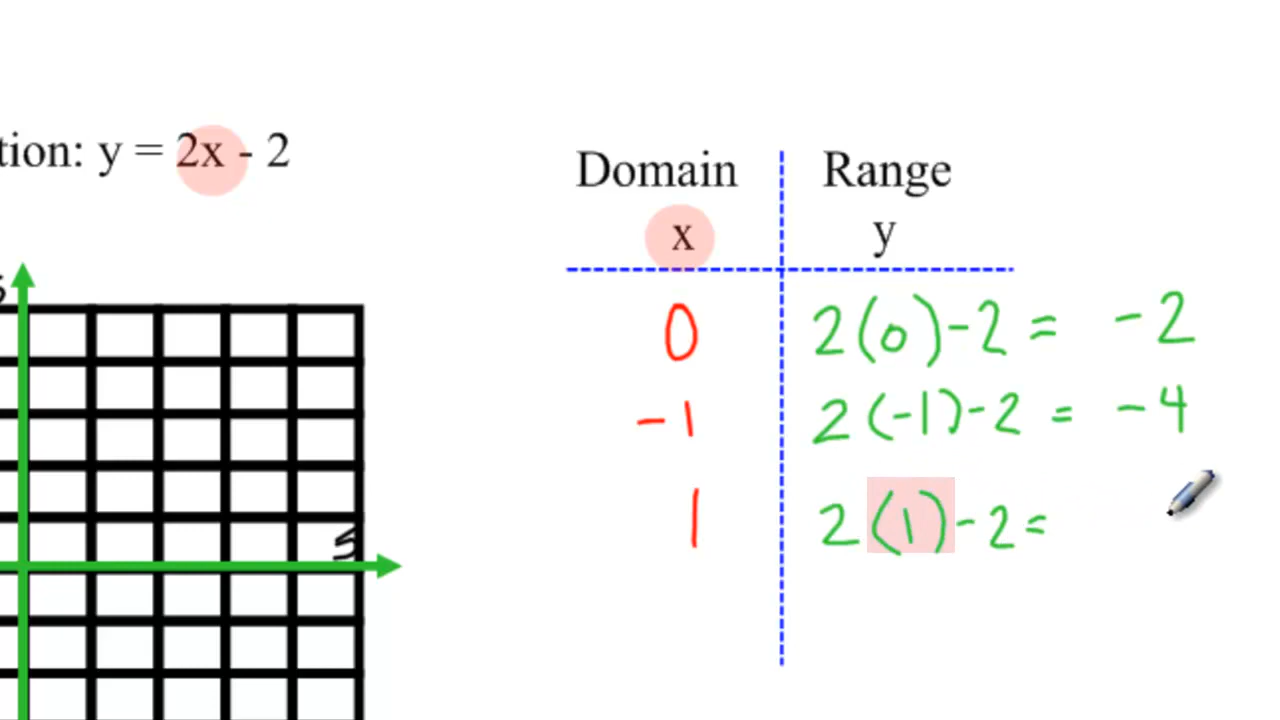 tion: y = 2x - 2
Domain Range
x y
0 2(0)-2 = -2
-1 2(-1)-2 = -4
1 2(1)-2=
5
5